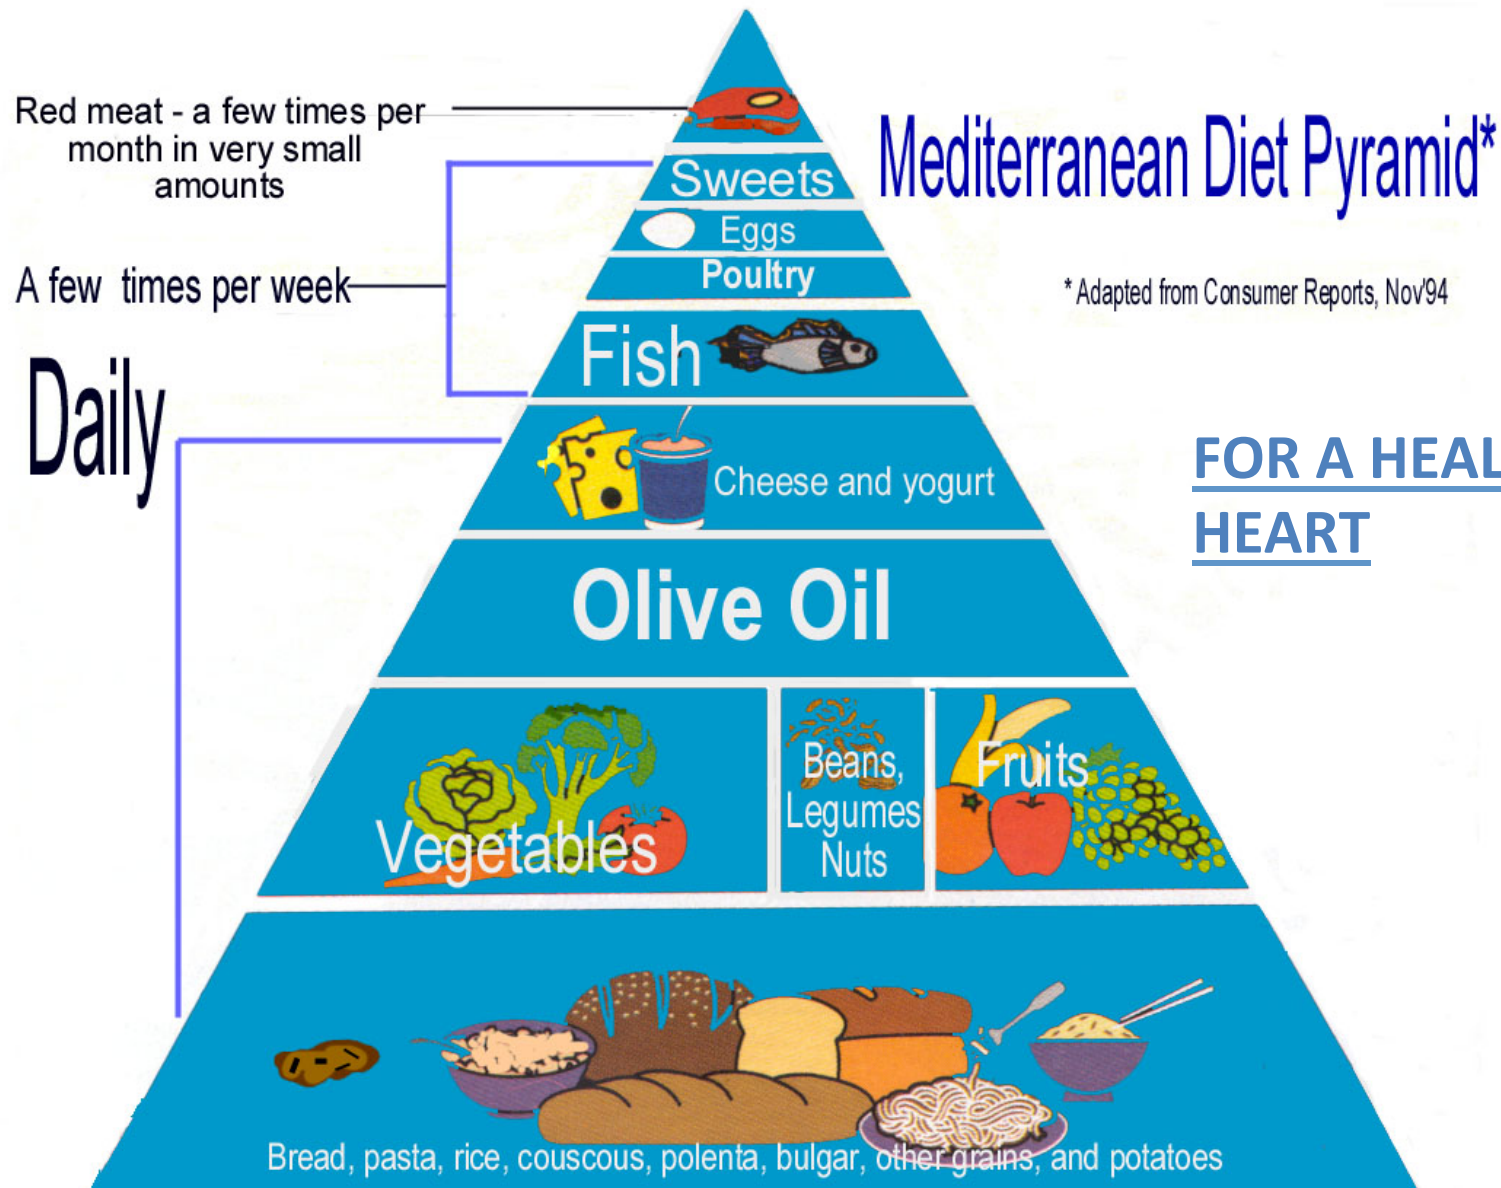 Red meat - a few times per
month in very small
amounts
Mediterranean Diet Pyramid*
* Adapted from Consumer Reports, Nov'94
Sweets
Eggs
Poultry
A few times per week
Fish
Daily
Cheese and yogurt
FOR A HEAL
HEART
Olive Oil
Vegetables
Beans,
Legumes
Nuts
Fruits
Bread, pasta, rice, couscous, polenta, bulgar, other grains, and potatoes